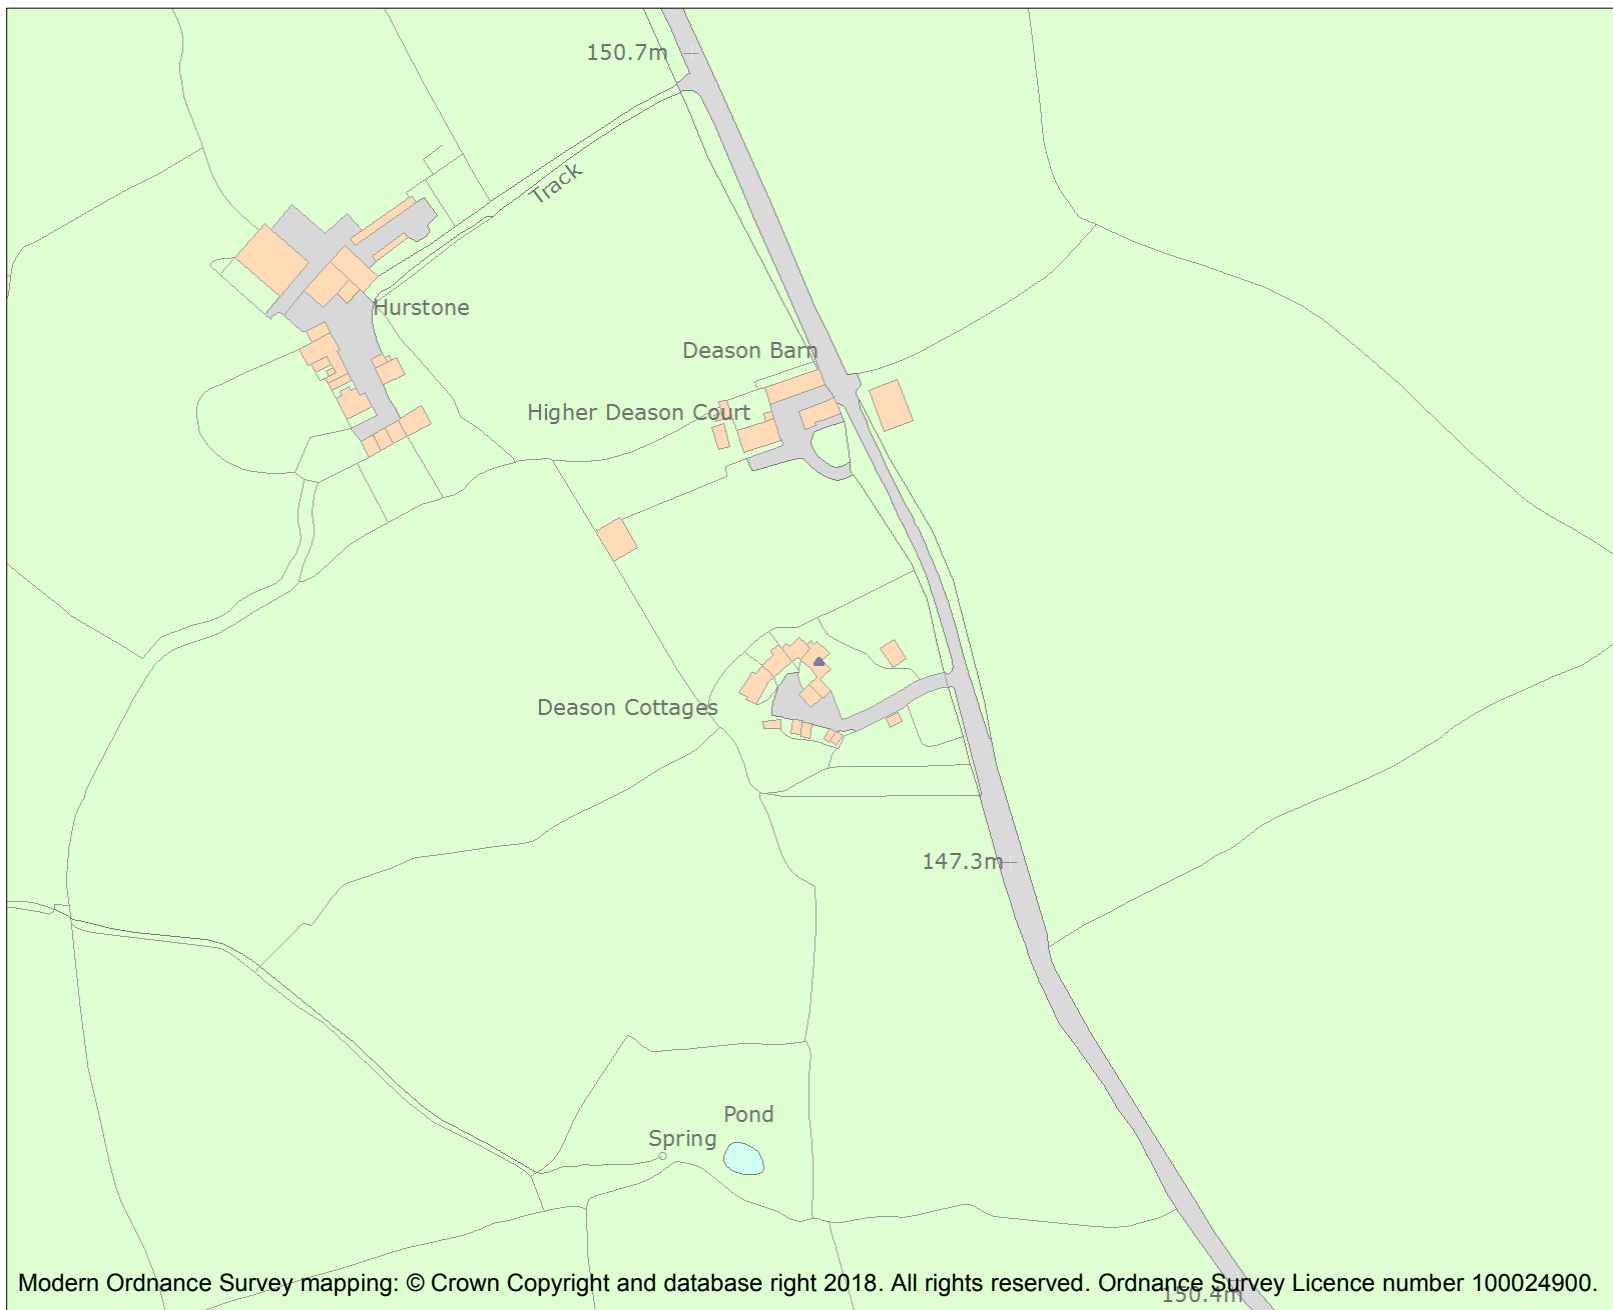 150.7m
Track
Hurstone
Deason Barn
Higher Deason Court
Deason Cottages
147.3m
Pond
Spring
Modern Ordnance Survey mapping: © Crown Copyright and database right 2018. All rights reserved. Ordnance Survey Licence number 100024900.
150.4m